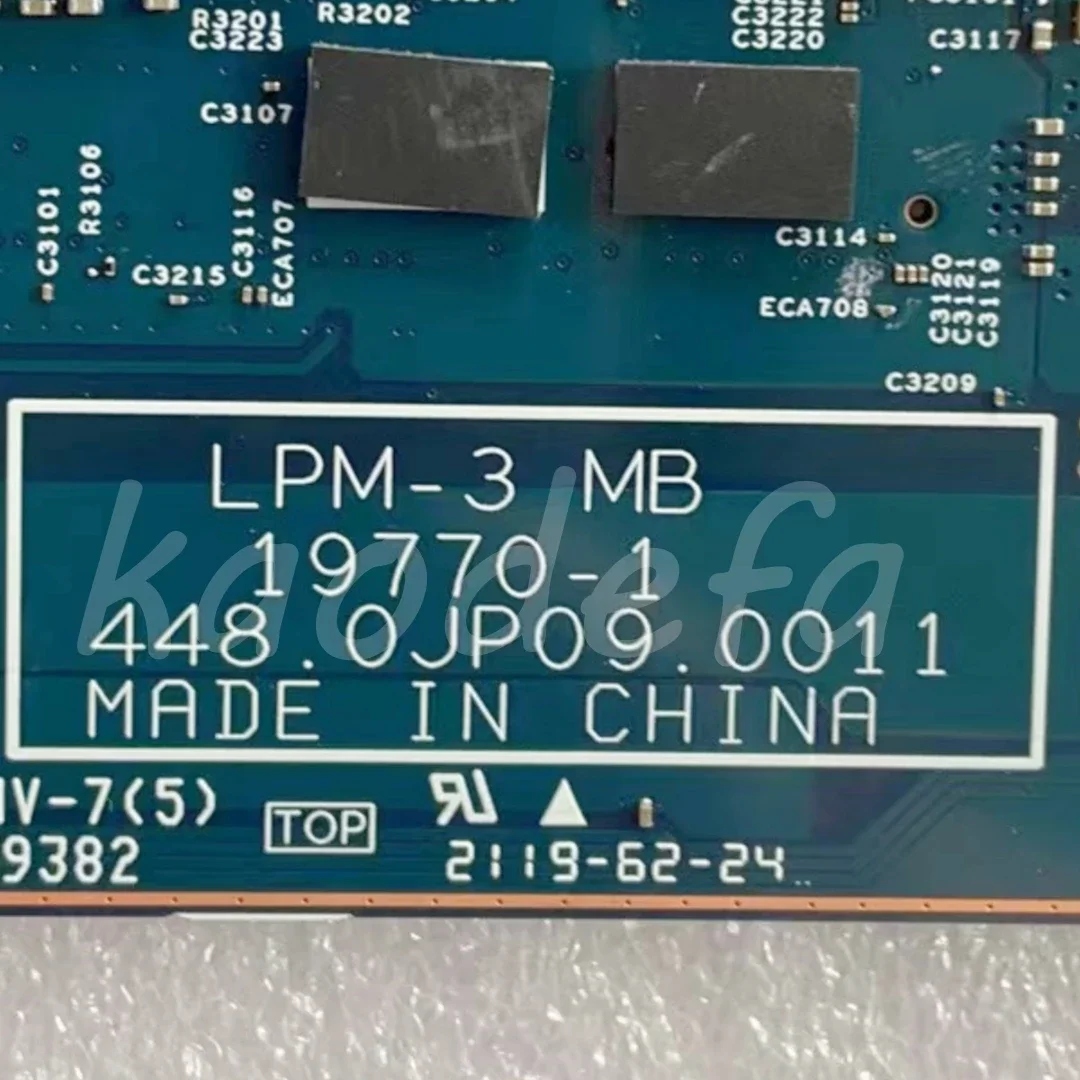 R3201
R3202
C3223
C3222
C3220
C3117
C3107
R3106
C3101
C3116
ECA707
C3215
C3114
C3120
C3121
C3119
ECA708
C3209
LPM-3 MB
19770-1
448.0JP09.0011
MADE IN CHINA
kaodefa
V-7(5)
TOP
9382
2119-62-24